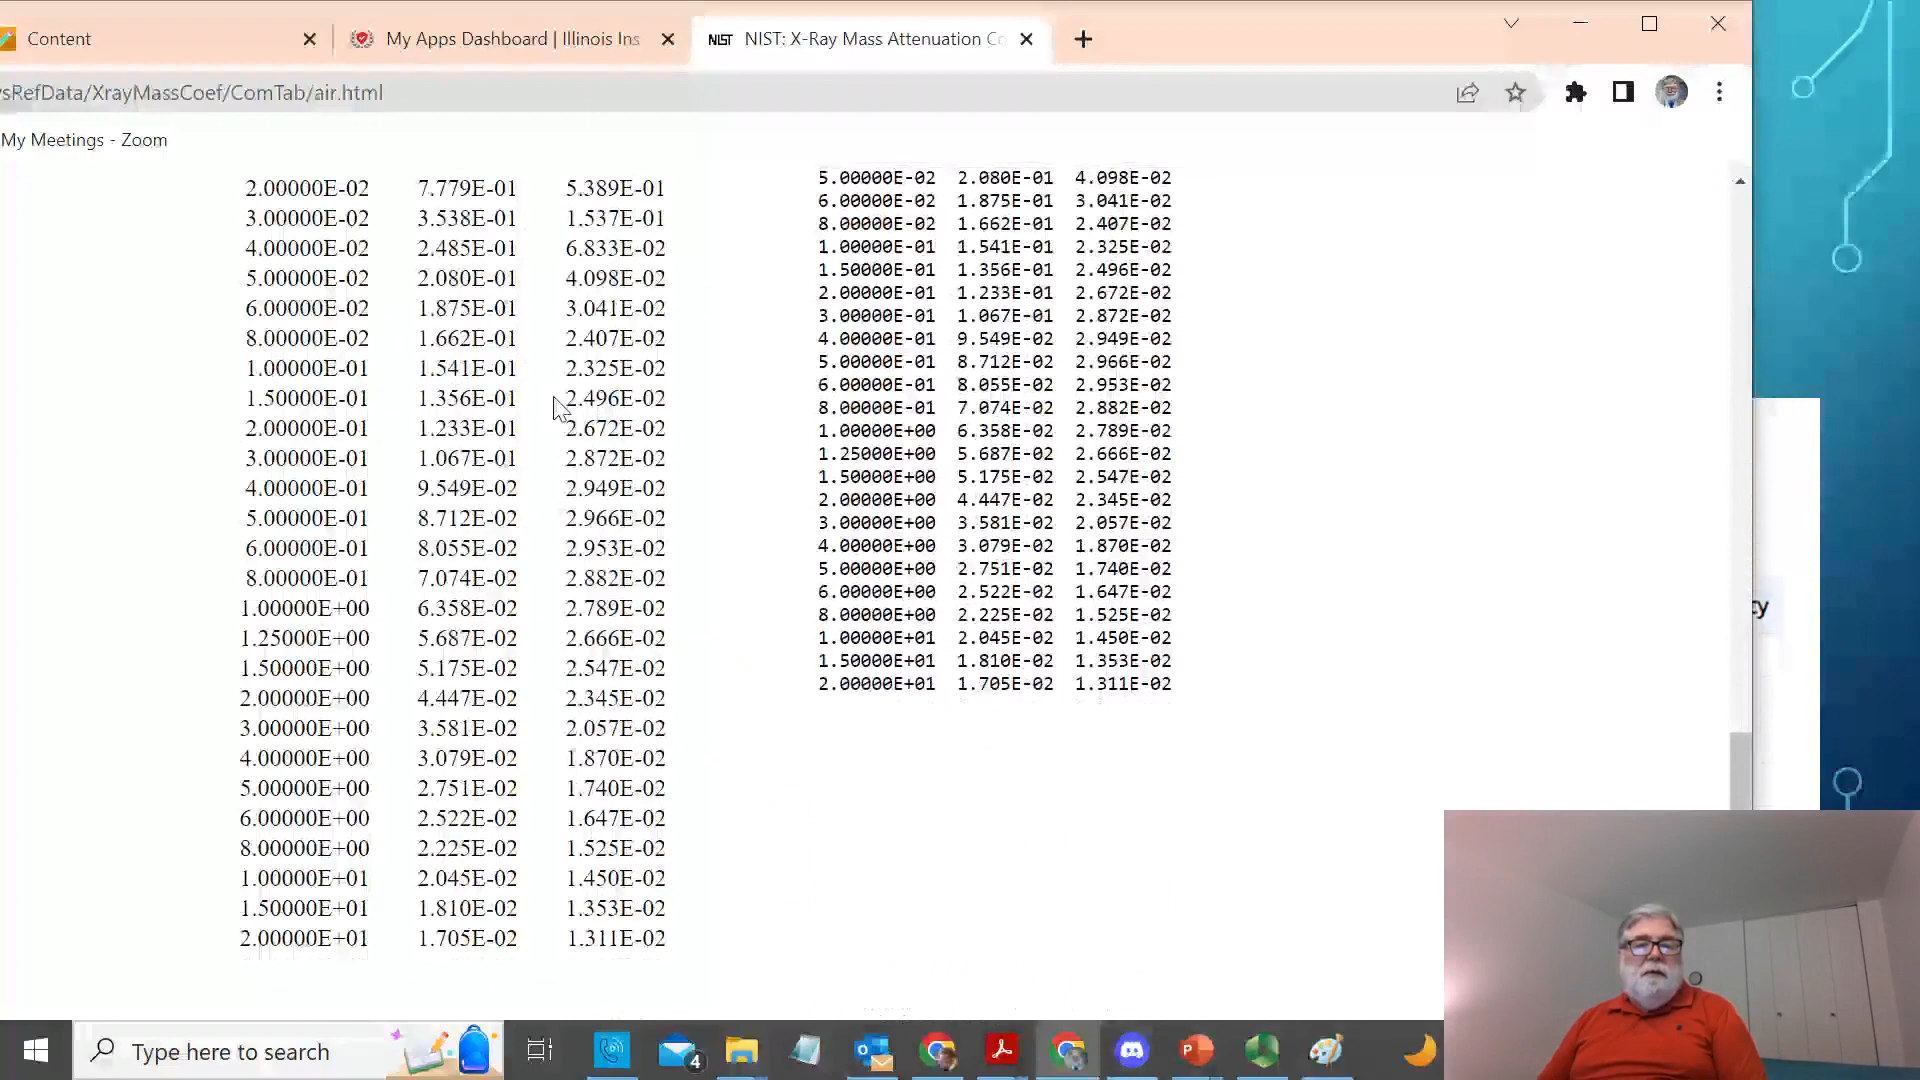 Content
My Apps Dashboard | Illinois Ins
NIST NIST: X-Ray Mass Attenuation Co
sRefData/XrayMassCoef/ComTab/air.html
My Meetings - Zoom
2.00000E-02 7.779E-01 5.389E-01
3.00000E-02 3.538E-01 1.537E-01
4.00000E-02 2.485E-01 6.833E-02
5.00000E-02 2.080E-01 4.098E-02
6.00000E-02 1.875E-01 3.041E-02
8.00000E-02 1.662E-01 2.407E-02
1.00000E-01 1.541E-01 2.325E-02
1.50000E-01 1.356E-01 2.496E-02
2.00000E-01 1.233E-01 2.672E-02
3.00000E-01 1.067E-01 2.872E-02
4.00000E-01 9.549E-02 2.949E-02
5.00000E-01 8.712E-02 2.966E-02
6.00000E-01 8.055E-02 2.953E-02
8.00000E-01 7.074E-02 2.882E-02
1.00000E+00 6.358E-02 2.789E-02
1.25000E+00 5.687E-02 2.666E-02
1.50000E+00 5.175E-02 2.547E-02
2.00000E+00 4.447E-02 2.345E-02
3.00000E+00 3.581E-02 2.057E-02
4.00000E+00 3.079E-02 1.870E-02
5.00000E+00 2.751E-02 1.740E-02
6.00000E+00 2.522E-02 1.647E-02
8.00000E+00 2.225E-02 1.525E-02
1.00000E+01 2.045E-02 1.450E-02
1.50000E+01 1.810E-02 1.353E-02
2.00000E+01 1.705E-02 1.311E-02
5.00000E-02 2.080E-01 4.098E-02
6.00000E-02 1.875E-01 3.041E-02
8.00000E-02 1.662E-01 2.407E-02
1.00000E-01 1.541E-01 2.325E-02
1.50000E-01 1.356E-01 2.496E-02
2.00000E-01 1.233E-01 2.672E-02
3.00000E-01 1.067E-01 2.872E-02
4.00000E-01 9.549E-02 2.949E-02
5.00000E-01 8.712E-02 2.966E-02
6.00000E-01 8.055E-02 2.953E-02
8.00000E-01 7.074E-02 2.882E-02
1.00000E+00 6.358E-02 2.789E-02
1.25000E+00 5.687E-02 2.666E-02
1.50000E+00 5.175E-02 2.547E-02
2.00000E+00 4.447E-02 2.345E-02
3.00000E+00 3.581E-02 2.057E-02
4.00000E+00 3.079E-02 1.870E-02
5.00000E+00 2.751E-02 1.740E-02
6.00000E+00 2.522E-02 1.647E-02
8.00000E+00 2.225E-02 1.525E-02
1.00000E+01 2.045E-02 1.450E-02
1.50000E+01 1.810E-02 1.353E-02
2.00000E+01 1.705E-02 1.311E-02
Type here to search
4